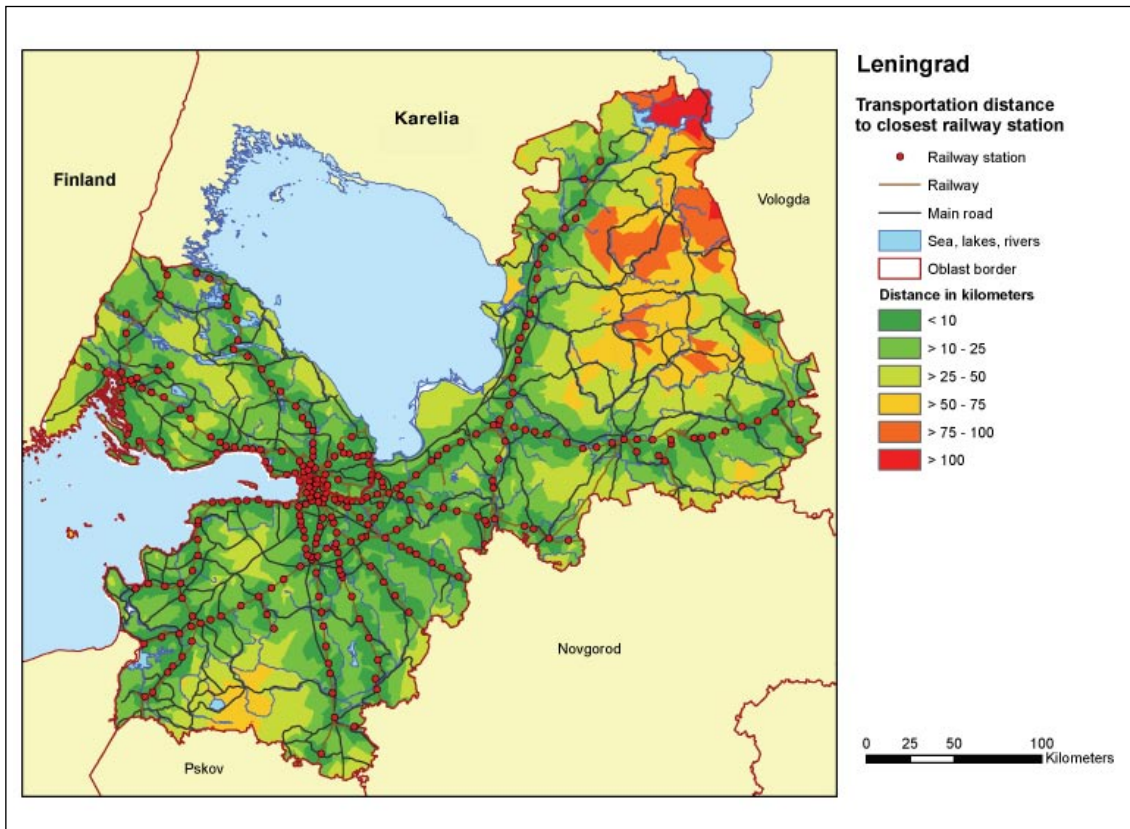 Leningrad
Transportation distance
to closest railway station
Railway station
Railway
Main road
Sea, lakes, rivers
Oblast border
Distance in kilometers
< 10
> 10 - 25
> 25 - 50
> 50 - 75
> 75 - 100
> 100
Karelia
Finland
Vologda
Novgorod
Pskov
0 25 50 100
Kilometers